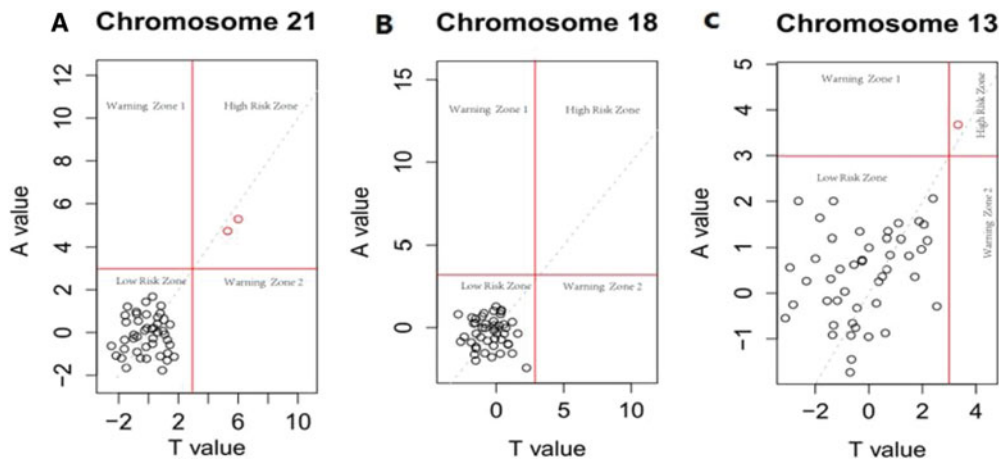 A Chromosome 21
12
10
8
6
4
2
0
−2
A value
−2 2 6 10
T value
Warning Zone 1
High Risk Zone
Low Risk Zone
Warning Zone 2
B Chromosome 18
15
10
5
0
A value
0 5 10
T value
Warning Zone 1
High Risk Zone
Low Risk Zone
Warning Zone 2
C Chromosome 13
5
4
3
2
1
0
−1
A value
−2 0 2 4
T value
Warning Zone 1
High Risk Zone
Low Risk Zone
Warning Zone 2